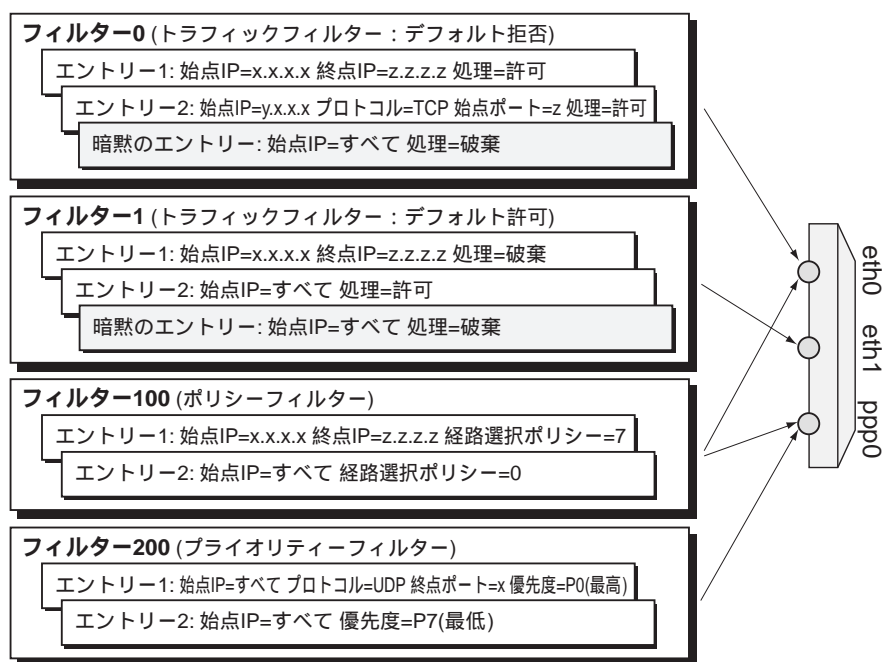 フィルター0 (トラフィックフィルター:デフォルト拒否)
エントリー1: 始点IP=x.x.x.x 終点IP=z.z.z.z 処理=許可
エントリー2: 始点IP=y.x.x.x プロトコル=TCP 始点ポート=z 処理=許可
暗黙のエントリー: 始点IP=すべて 処理=破棄
フィルター1 (トラフィックフィルター:デフォルト許可)
エントリー1: 始点IP=x.x.x.x 終点IP=z.z.z.z 処理=破棄
エントリー2: 始点IP=すべて 処理=許可
暗黙のエントリー: 始点IP=すべて 処理=破棄
フィルター100 (ポリシーフィルター)
エントリー1: 始点IP=x.x.x.x 終点IP=z.z.z.z 経路選択ポリシー=7
エントリー2: 始点IP=すべて 経路選択ポリシー=0
フィルター200 (プライオリティーフィルター)
エントリー1: 始点IP=すべて プロトコル=UDP 終点ポート=x 優先度=P0(最高)
エントリー2: 始点IP=すべて 優先度=P7(最低)
eth0
eth1
ppp0